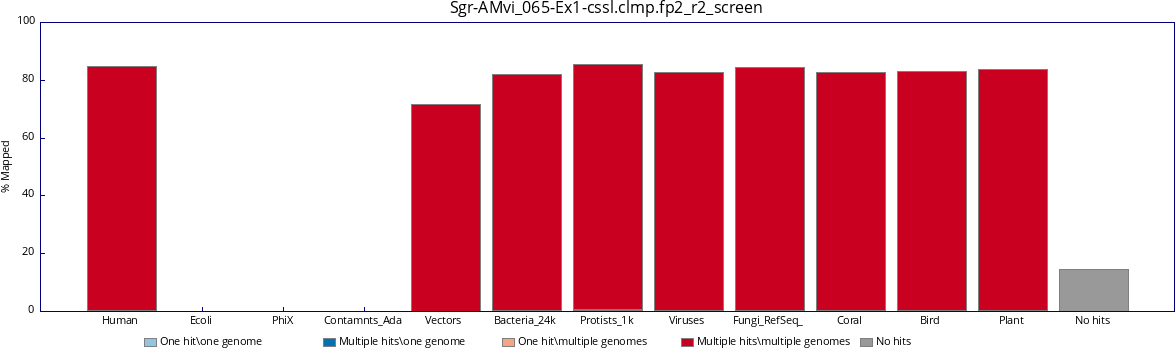 Sgr-AMvi_065-Ex1-cssl.clmp.fp2_r2_screen
100
80
60
40
20
0
% Mapped
Human Ecoli PhiX Contamnts_Ada Vectors Bacteria_24k Protists_1k Viruses Fungi_RefSeq_ Coral Bird Plant No hits
One hit\one genome Multiple hits\one genome One hit\multiple genomes Multiple hits\multiple genomes No hits